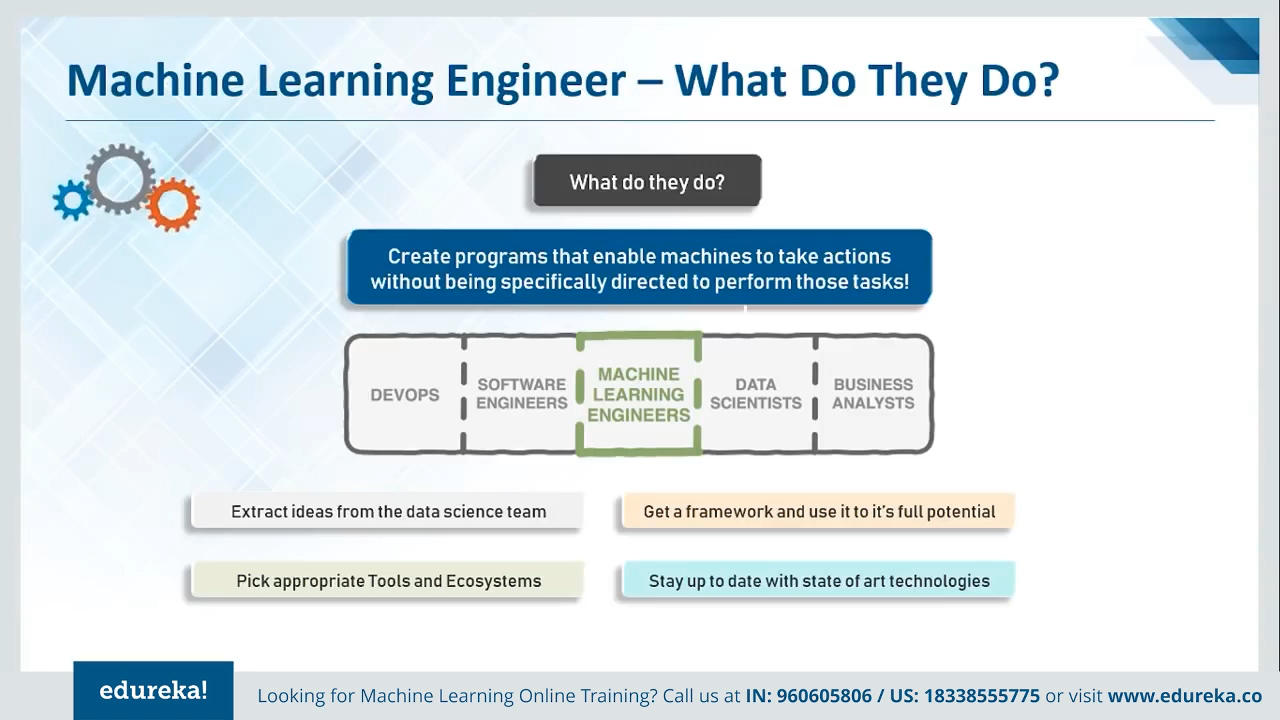 Machine Learning Engineer – What Do They Do?
What do they do?
Create programs that enable machines to take actions
without being specifically directed to perform those tasks!
DEVOPS
SOFTWARE
ENGINEERS
MACHINE
LEARNING
ENGINEERS
DATA
SCIENTISTS
BUSINESS
ANALYSTS
Extract ideas from the data science team
Get a framework and use it to it's full potential
Pick appropriate Tools and Ecosystems
Stay up to date with state of art technologies
edureka!
Looking for Machine Learning Online Training? Call us at IN: 960605806 / US: 18338555775 or visit www.edureka.co